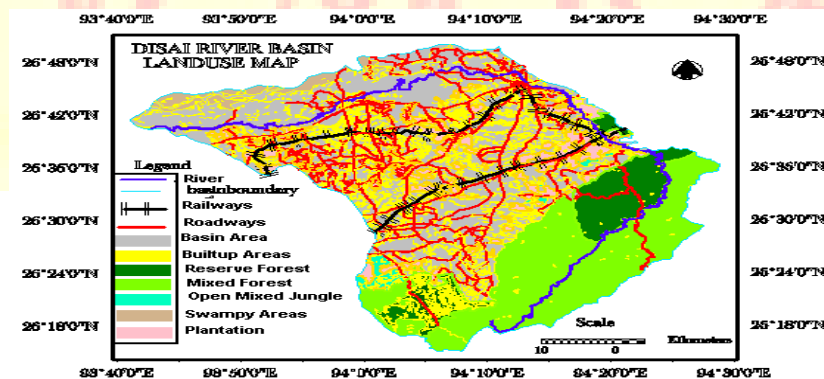 93°40'0"E 93°50'0"E 94°0'0"E 94°10'0"E 94°20'0"E 94°30'0"E
DISAI RIVER BASIN
LANDUSE MAP
26°48'0"N 25°48'0"N
26°42'0"N 25°42'0"N
26°36'0"N 26°36'0"N
Legend
River
basinboundary
Railways
Roadways
26°30'0"N 26°30'0"N
Basin Area
Builtup Areas
Reserve Forest
26°24'0"N 25°24'0"N
Mixed Forest
Open Mixed Jungle
Swampy Areas
26°18'0"N 25°18'0"N
Plantation
Scale
Kilometers
10 0
93°40'0"E 93°50'0"E 94°0'0"E 94°10'0"E 94°20'0"E 94°30'0"E